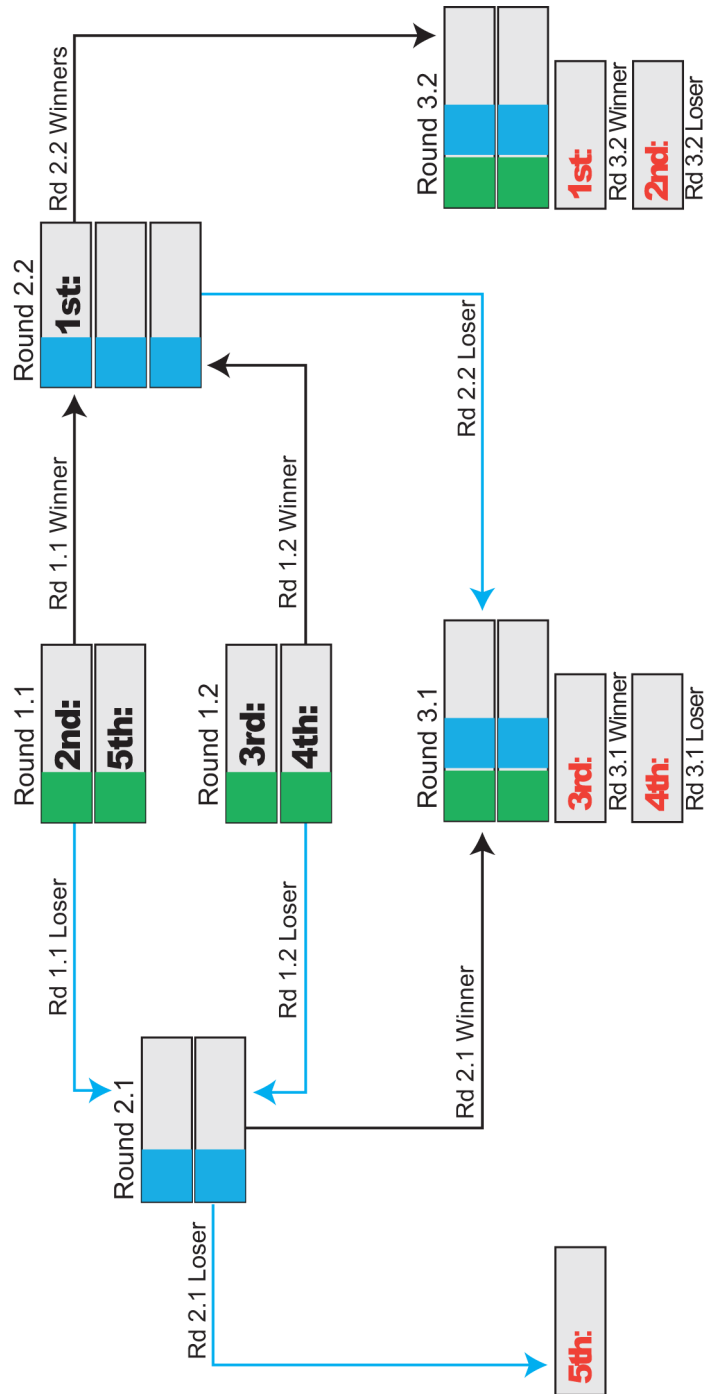 Round 1.1
Round 2.2
Rd 1.1 Loser
2nd:
Rd 1.1 Winner
1st:
Rd 2.2 Winners
5th:
Round 2.1
Rd 2.1 Loser
Round 1.2
3rd:
Rd 1.2 Loser
4th:
Rd 1.2 Winner
Rd 2.1 Winner
Round 3.1
Rd 2.2 Loser
Round 3.2
5th:
3rd:
1st:
Rd 3.1 Winner
Rd 3.2 Winner
4th:
2nd:
Rd 3.1 Loser
Rd 3.2 Loser